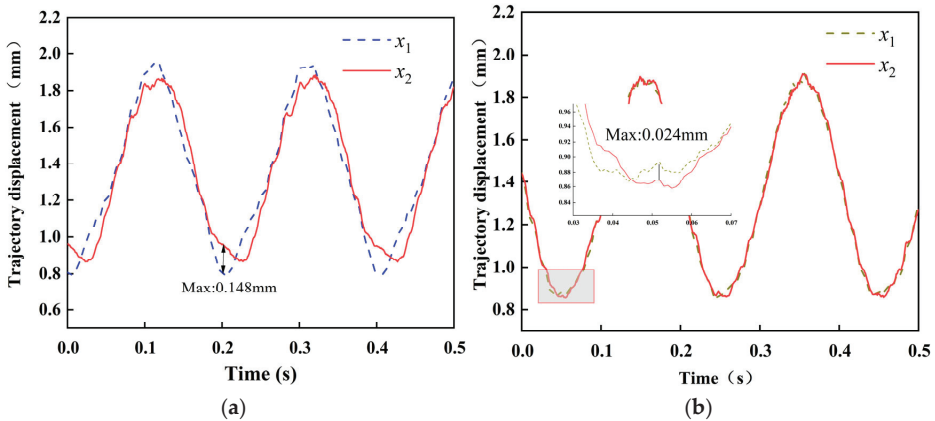 2.2
2.0
1.8
1.6
1.4
1.2
1.0
0.8
0.6
Trajectory displacement (mm)
x1
x2
Max:0.148mm
0.0 0.1 0.2 0.3 0.4 0.5
Time (s)
(a)
2.2
2.0
1.8
1.6
1.4
1.2
1.0
0.8
Trajectory displacement (mm)
x1
x2
0.96
0.94
0.92
0.90
0.88
0.86
0.84
Max:0.024mm
0.03 0.04 0.05 0.06 0.07
0.0 0.1 0.2 0.3 0.4 0.5
Time (s)
(b)